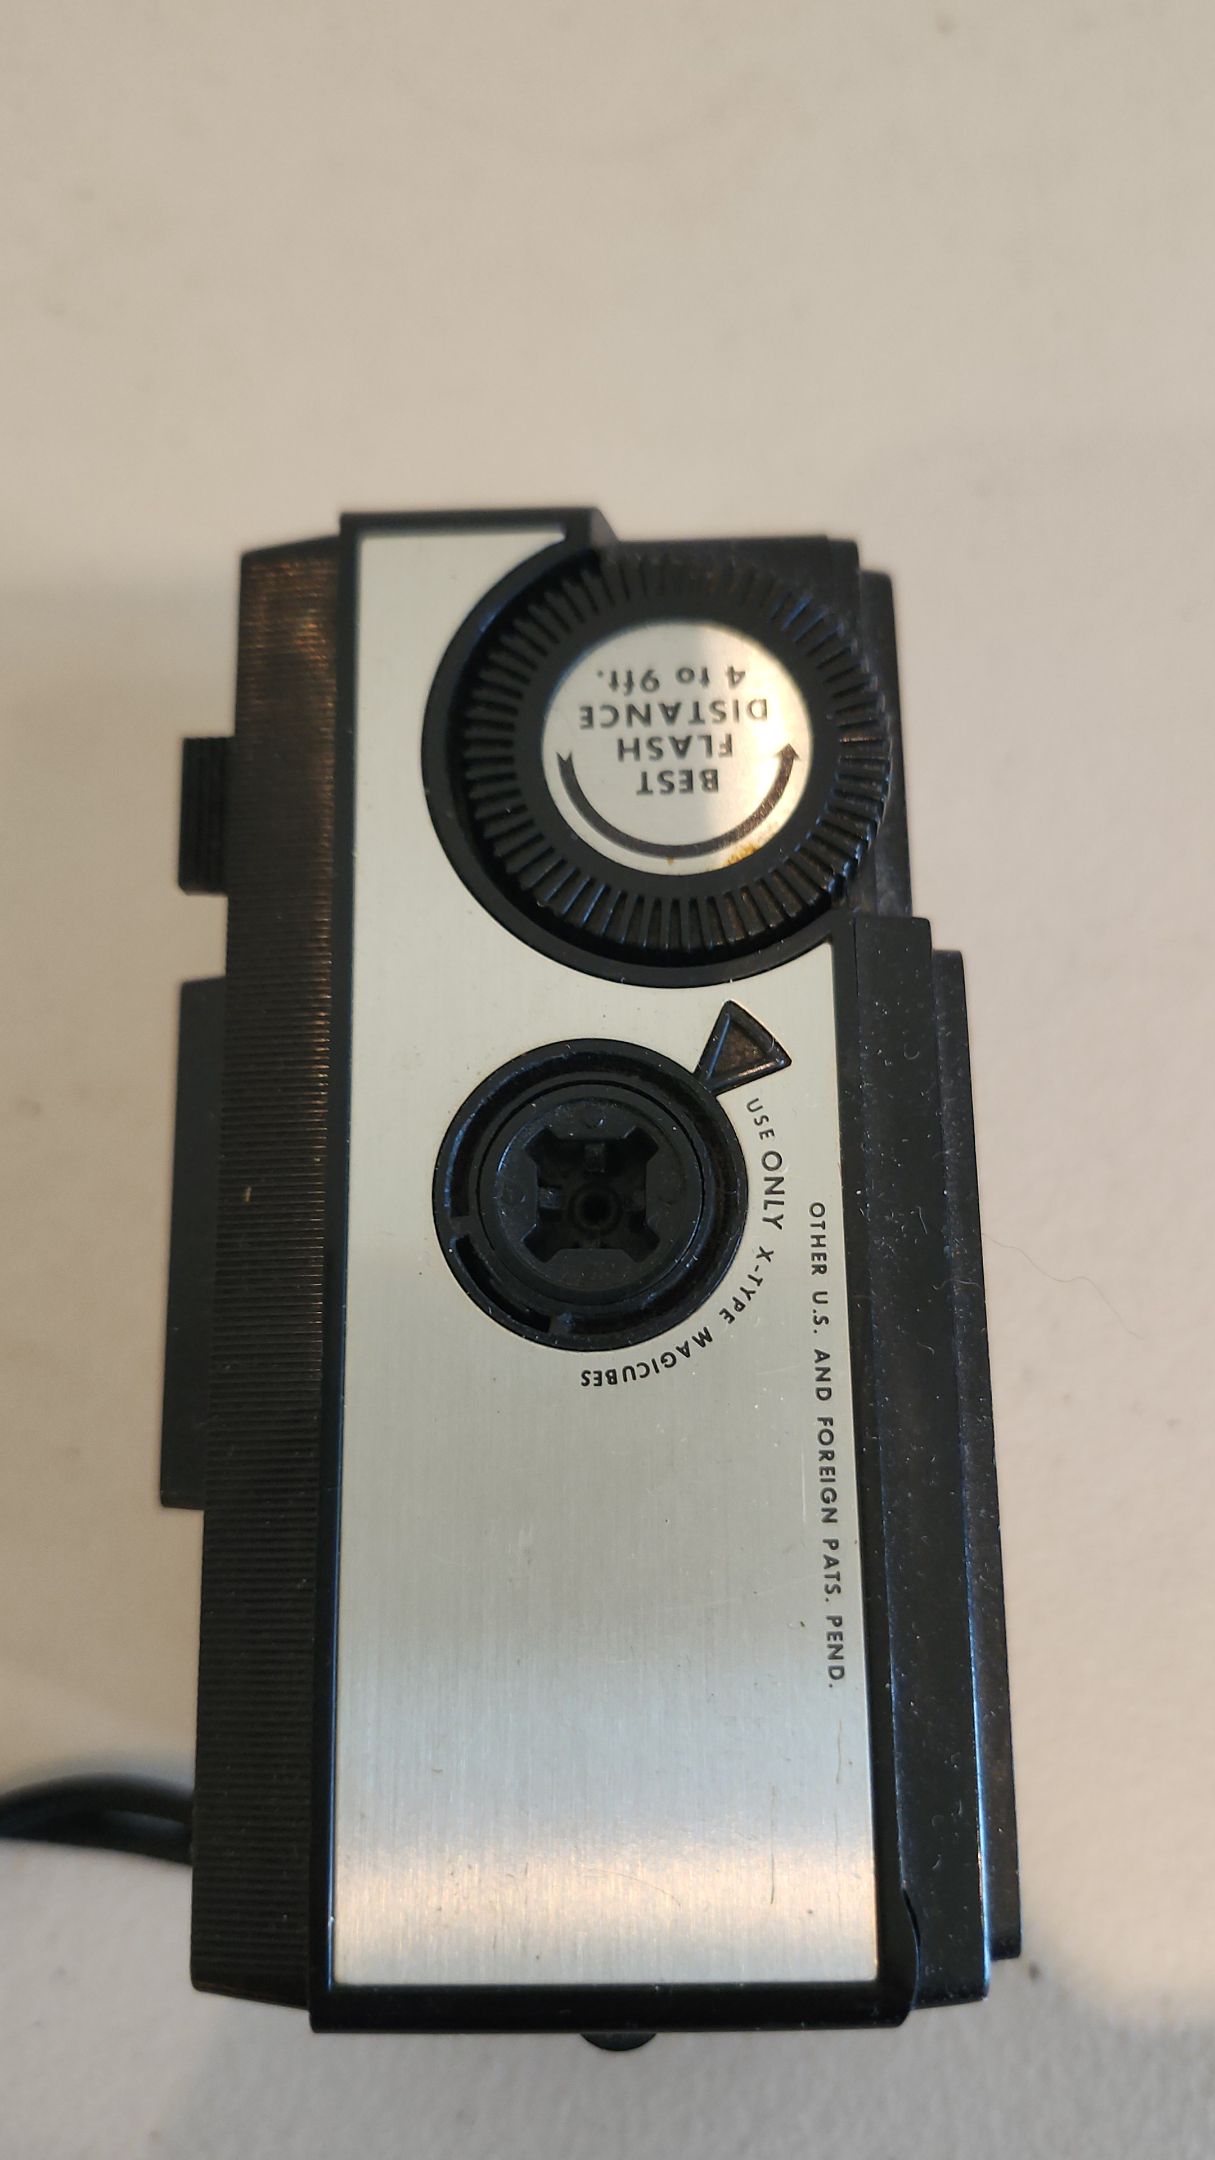 BEST
FLASH
DISTANCE
4 to 9ft.
USE ONLY X-TYPE MAGICUBES
OTHER U.S. AND FOREIGN PATS. PEND.